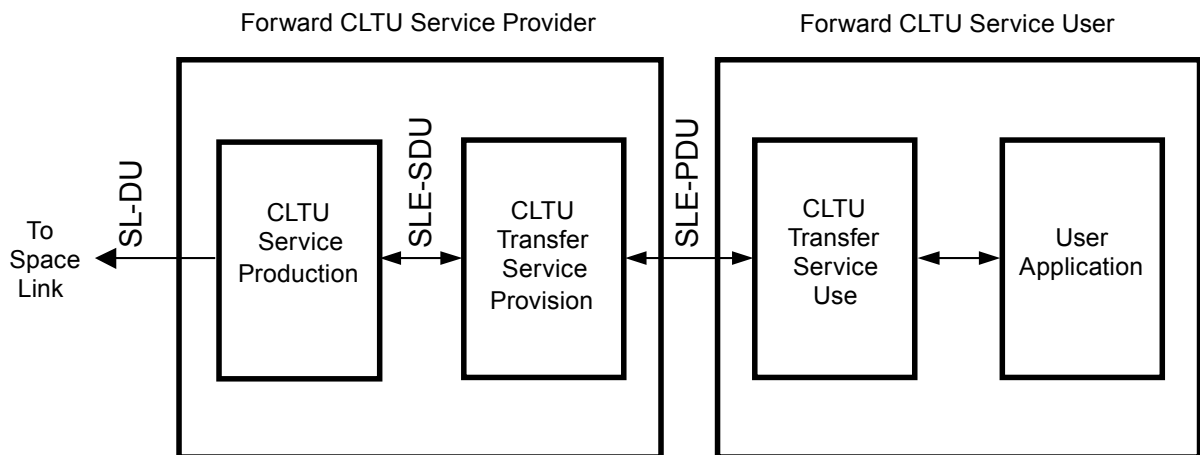 Forward CLTU Service Provider
Forward CLTU Service User
To
Space
Link
SL-DU
CLTU
Service
Production
SLE-SDU
CLTU
Transfer
Service
Provision
SLE-PDU
CLTU
Transfer
Service
Use
User
Application